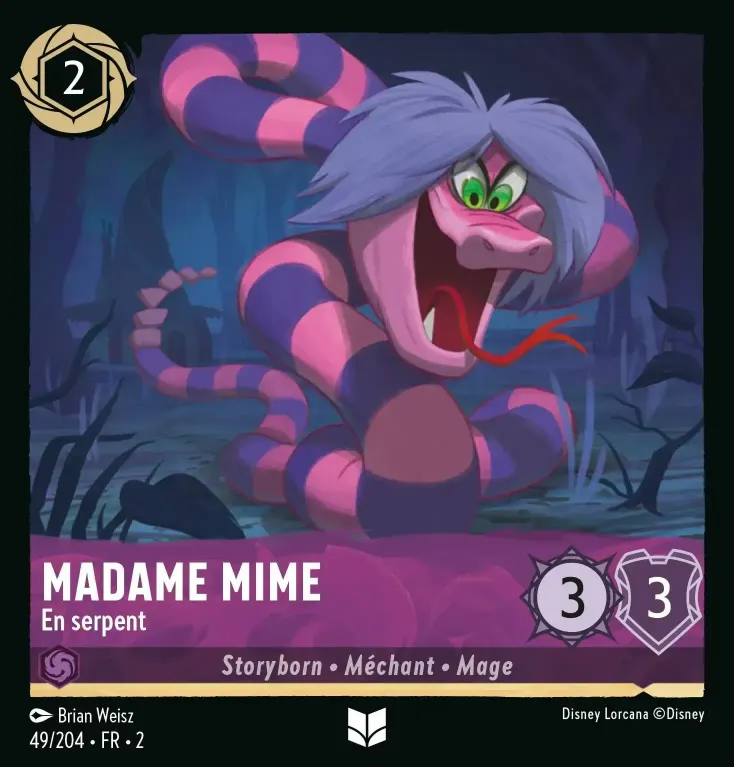 2
MADAME MIME
En serpent
3
3
Storyborn • Méchant • Mage
Brian Weisz
Disney Lorcana ©Disney
49/204 • FR • 2